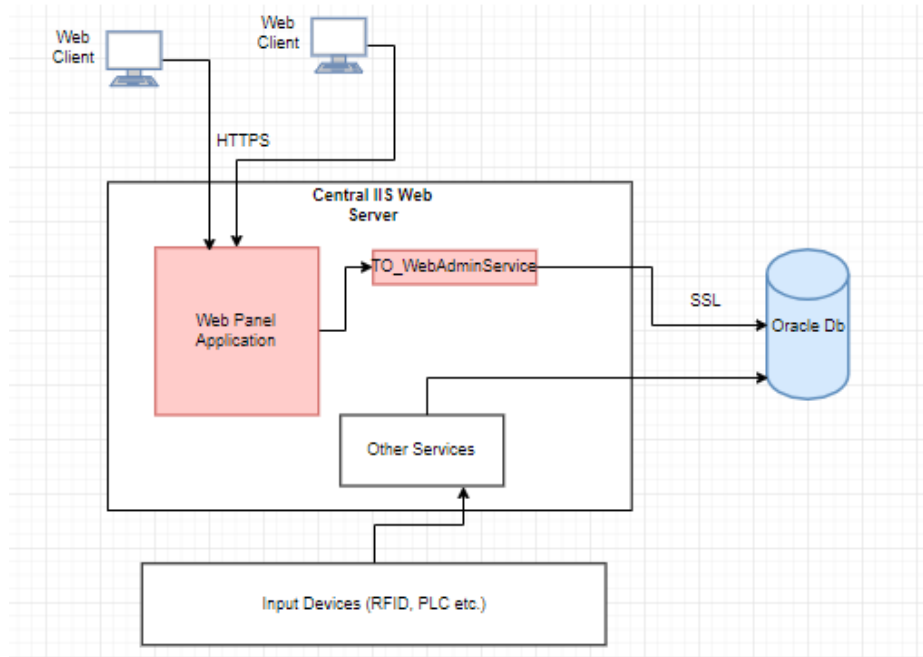 Web
Client
Web
Client
HTTPS
Central IIS Web
Server
TO_WebAdminService
Web Panel
Application
SSL
Oracle Db
Other Services
Input Devices (RFID, PLC etc.)